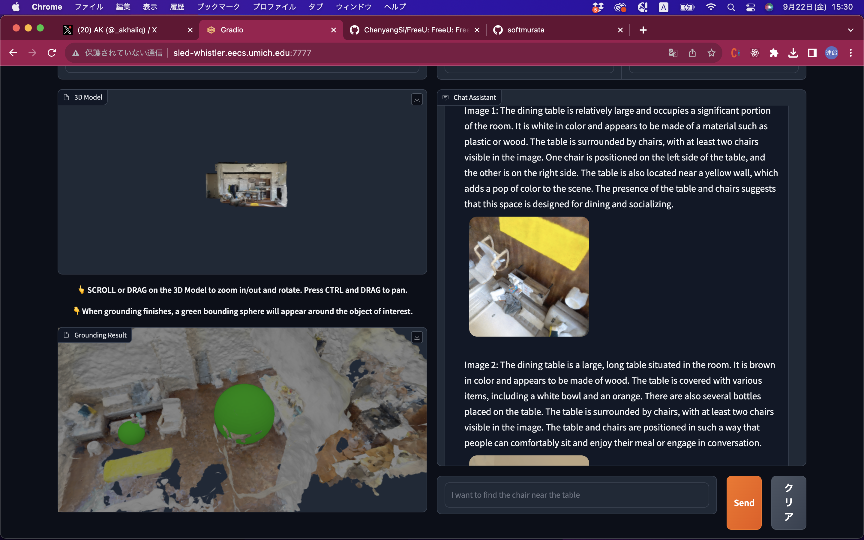 Chrome ファイル 編集 表示 履歴 ブックマーク プロファイル タブ ウィンドウ ヘルプ
A
9月22日(金) 15:30
(20) AK (@_akhaliq) / X
Gradio
ChenyangSi/FreeU: FreeU: Fre
softmurata
保護されていない通信 | sled-whistler.eecs.umich.edu:7777
3D Model
👆 SCROLL or DRAG on the 3D Model to zoom in/out and rotate. Press CTRL and DRAG to pan.
👇 When grounding finishes, a green bounding sphere will appear around the object of interest.
Grounding Result
Chat Assistant
Image 1: The dining table is relatively large and occupies a significant portion
of the room. It is white in color and appears to be made of a material such as
plastic or wood. The table is surrounded by chairs, with at least two chairs
visible in the image. One chair is positioned on the left side of the table, and
the other is on the right side. The table is also located near a yellow wall, which
adds a pop of color to the scene. The presence of the table and chairs suggests
that this space is designed for dining and socializing.
Image 2: The dining table is a large, long table situated in the room. It is brown
in color and appears to be made of wood. The table is covered with various
items, including a white bowl and an orange. There are also several bottles
placed on the table. The table is surrounded by chairs, with at least two chairs
visible in the image. The table and chairs are positioned in such a way that
people can comfortably sit and enjoy their meal or engage in conversation.
I want to find the chair near the table
Send
クリア